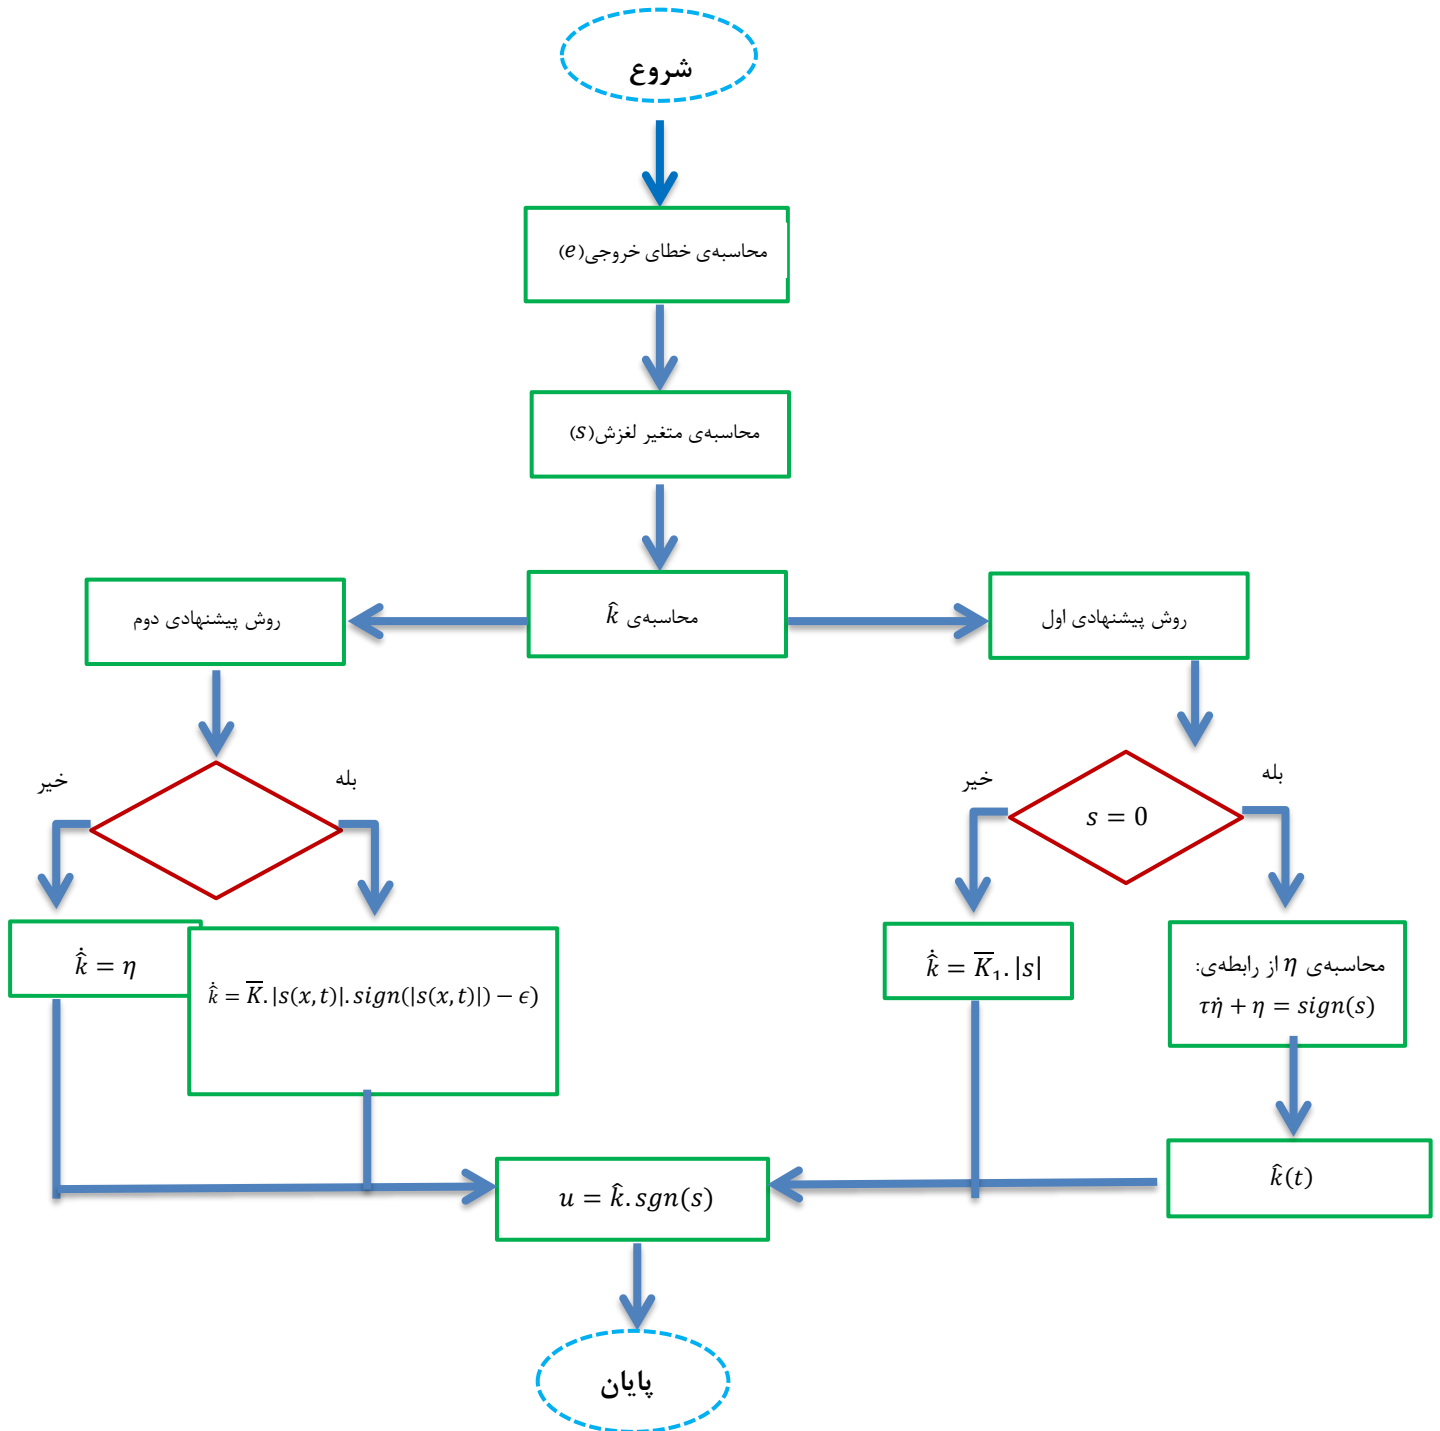 شروع
محاسبه‌ی خطای خروجی(e)
محاسبه‌ی متغیر لغزش(s)
محاسبه‌ی k̂
روش پیشنهادی اول
روش پیشنهادی دوم
بله
خیر
s = 0
بله
خیر
محاسبه‌ی η از رابطه‌ی:
τη̇ + η = sign(s)
k̂̇ = K̅₁.|s|
k̂̇ = K̅.|s(x,t)|.sign(|s(x,t)|) − ϵ)
k̂̇ = η
k̂(t)
u = k̂.sgn(s)
پایان